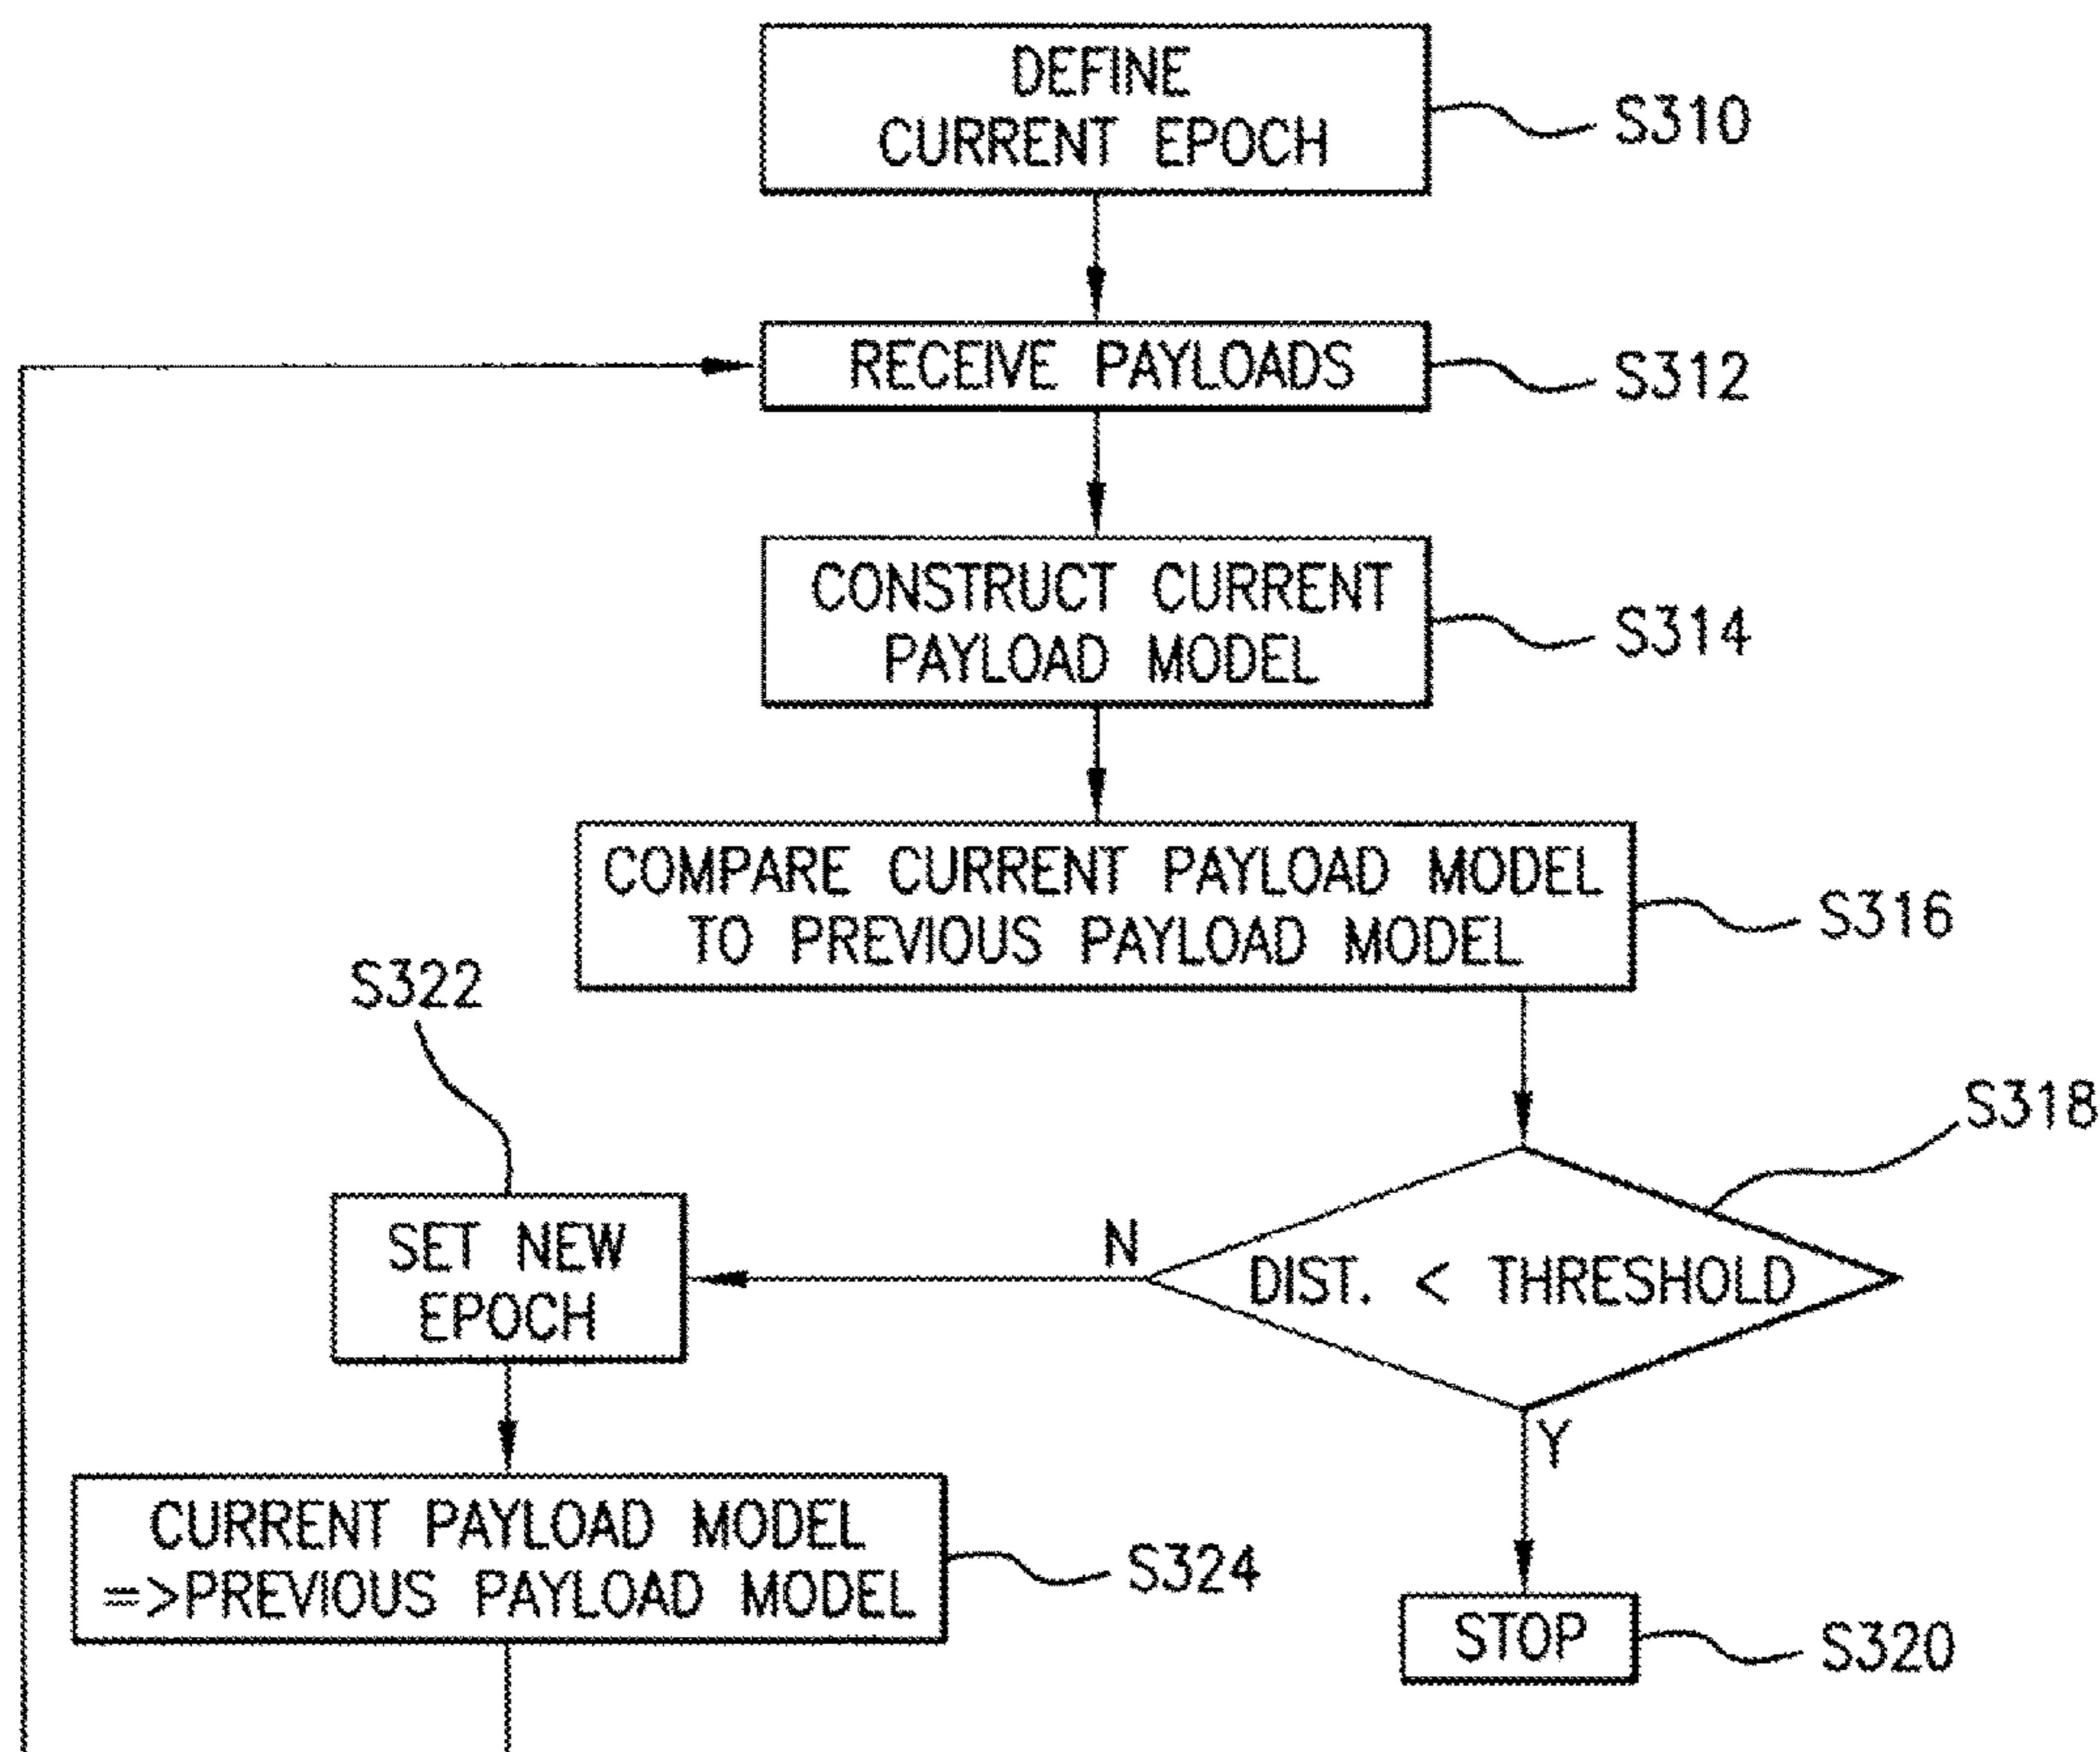 DEFINE
CURRENT EPOCH
S310
RECEIVE PAYLOADS
S312
CONSTRUCT CURRENT
PAYLOAD MODEL
S314
COMPARE CURRENT PAYLOAD MODEL
TO PREVIOUS PAYLOAD MODEL
S316
S322
S318
SET NEW
EPOCH
N
DIST. < THRESHOLD
Y
CURRENT PAYLOAD MODEL
=>PREVIOUS PAYLOAD MODEL
S324
STOP
S320